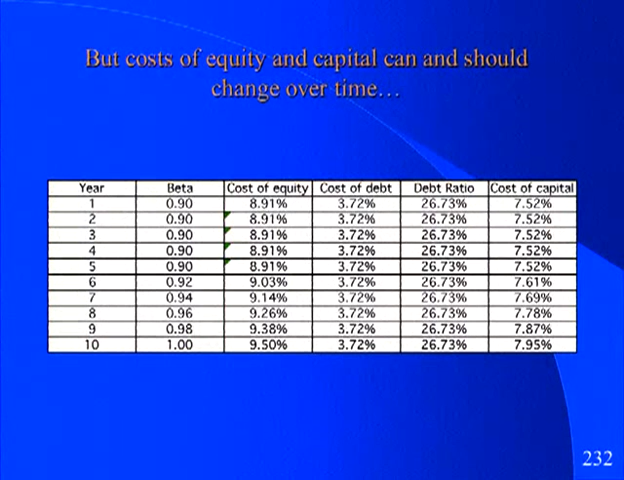 But costs of equity and capital can and should
change over time…
Year Beta Cost of equity Cost of debt Debt Ratio Cost of capital
1 0.90 8.91% 3.72% 26.73% 7.52%
2 0.90 8.91% 3.72% 26.73% 7.52%
3 0.90 8.91% 3.72% 26.73% 7.52%
4 0.90 8.91% 3.72% 26.73% 7.52%
5 0.90 8.91% 3.72% 26.73% 7.52%
6 0.92 9.03% 3.72% 26.73% 7.61%
7 0.94 9.14% 3.72% 26.73% 7.69%
8 0.96 9.26% 3.72% 26.73% 7.78%
9 0.98 9.38% 3.72% 26.73% 7.87%
10 1.00 9.50% 3.72% 26.73% 7.95%
232